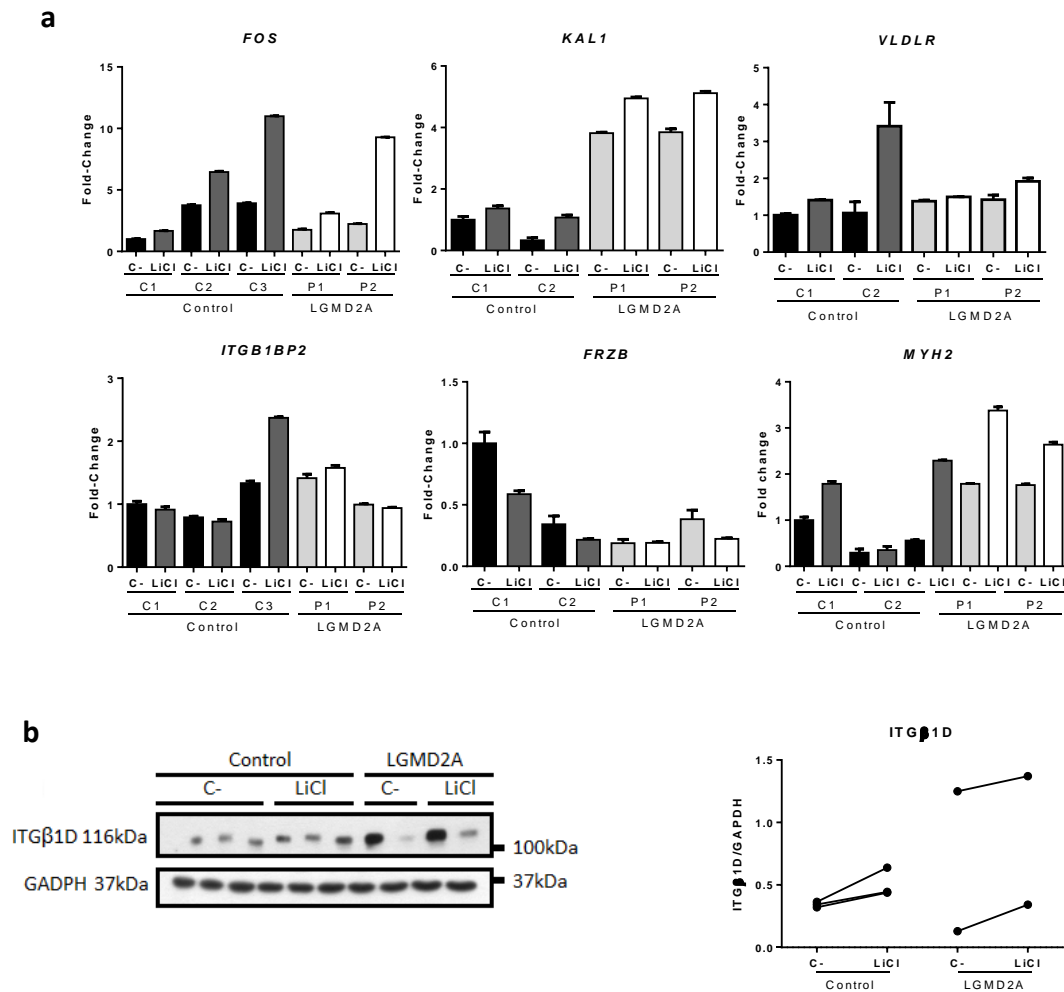 a
FOS
Fold-Change
15
10
5
0
C- LiCl C- LiCl C- LiCl C- LiCl C- LiCl
C1 C2 C3 P1 P2
Control LGMD2A
KAL1
Fold-Change
6
4
2
0
C- LiCl C- LiCl C- LiCl C- LiCl
C1 C2 P1 P2
Control LGMD2A
VLDLR
Fold-Change
5
4
3
2
1
0
C- LiCl C- LiCl C- LiCl C- LiCl
C1 C2 P1 P2
Control LGMD2A
ITGB1BP2
Fold-Change
3
2
1
0
C- LiCl C- LiCl C- LiCl C- LiCl C- LiCl
C1 C2 C3 P1 P2
Control LGMD2A
FRZB
Fold-Change
1.5
1.0
0.5
0.0
C- LiCl C- LiCl C- LiCl C- LiCl
C1 C2 P1 P2
Control LGMD2A
MYH2
Fold change
4
3
2
1
0
C- LiCl C- LiCl C- LiCl C- LiCl C- LiCl
C1 C2 P1 P2
Control LGMD2A
b
Control LGMD2A
C- LiCl C- LiCl
ITGβ1D 116kDa
100kDa
GADPH 37kDa
37kDa
ITGβ1D
ITGβ1D/GAPDH
1.5
1.0
0.5
0.0
C- LiCl C- LiCl
Control LGMD2A